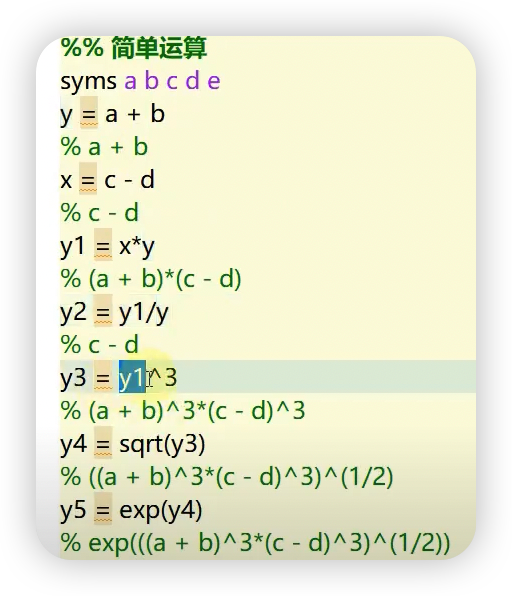 %% 简单运算
syms a b c d e
y = a + b
% a + b
x = c - d
% c - d
y1 = x*y
% (a + b)*(c - d)
y2 = y1/y
% c - d
y3 = y1^3
% (a + b)^3*(c - d)^3
y4 = sqrt(y3)
% ((a + b)^3*(c - d)^3)^(1/2)
y5 = exp(y4)
% exp(((a + b)^3*(c - d)^3)^(1/2))